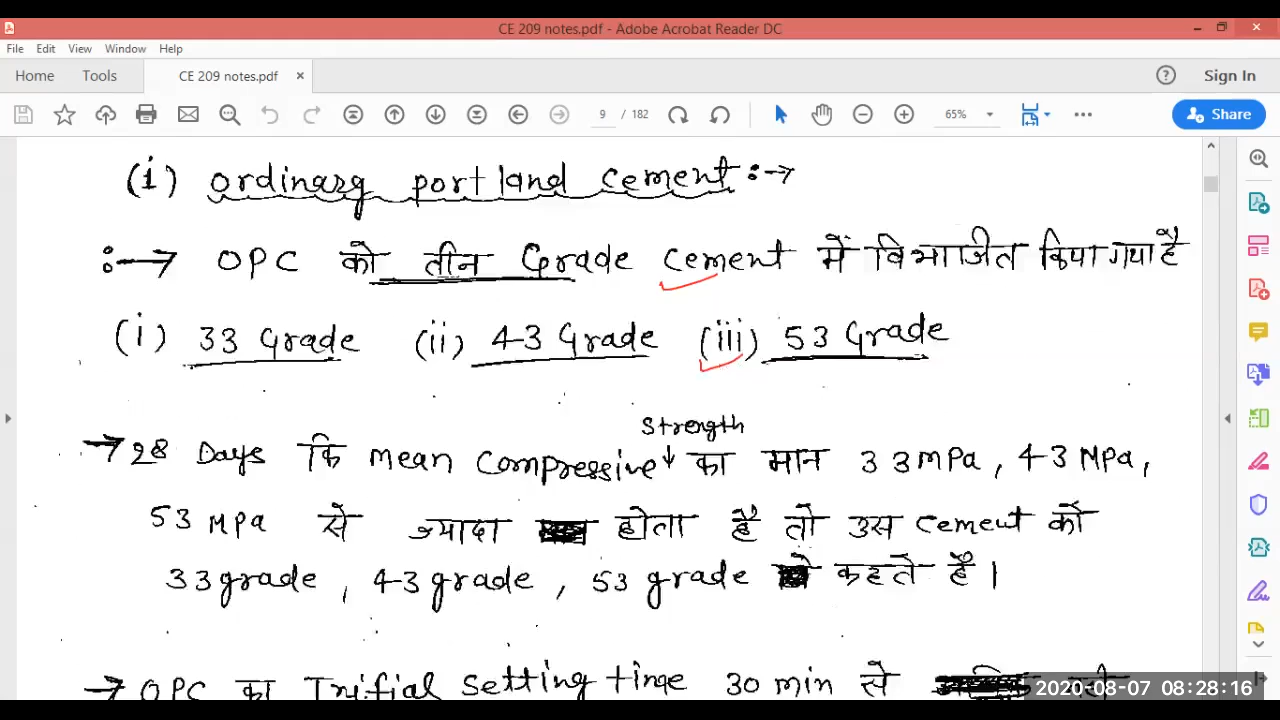 CE 209 notes.pdf - Adobe Acrobat Reader DC
File Edit View Window Help
Home Tools CE 209 notes.pdf × Sign In
9 / 182 65% Share
(i) ordinary portland cement :→
:→ OPC को तीन Grade cement में विभाजित किया गया है
(i) 33 Grade (ii) 43 Grade (iii) 53 Grade
Strength
→ 28 Days कि mean compressive ↓ का मान 33 MPa, 43 MPa,
53 MPa से ज्यादा होता है तो उस cement को
33 grade, 43 grade, 53 grade कहते है।
→ OPC का Initial setting time 30 min से नही
2020-08-07 08:28:16